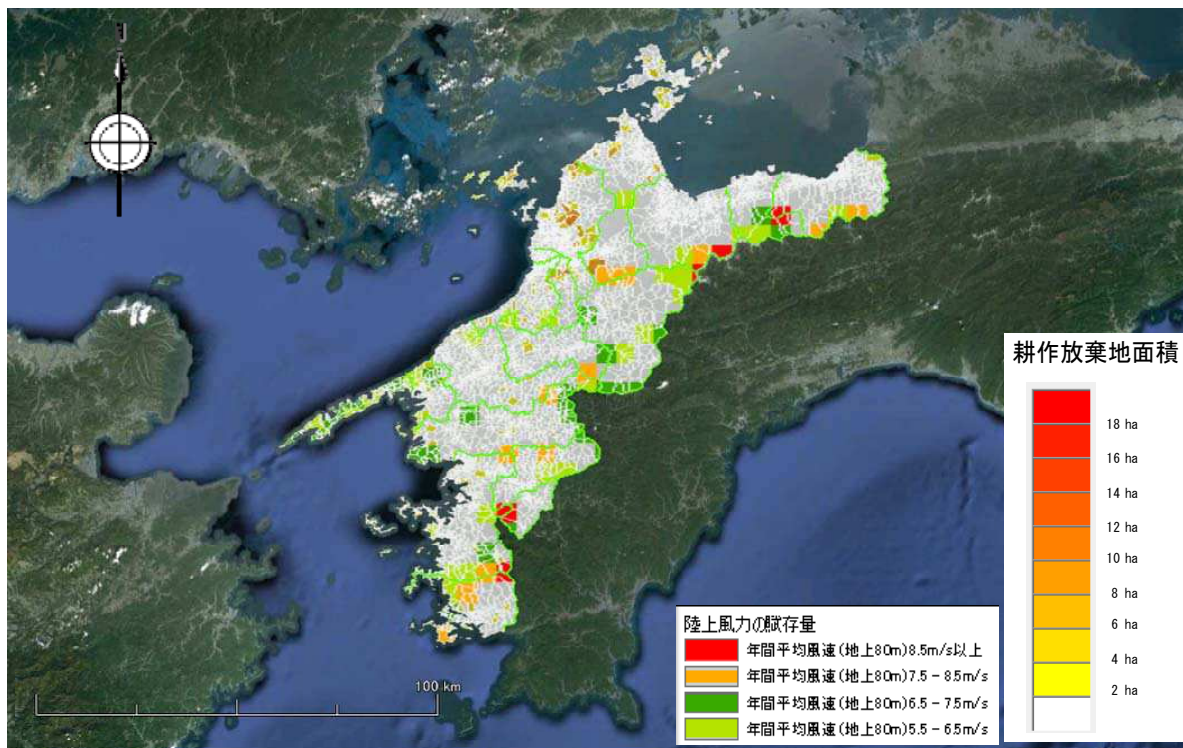 耕作放棄地面積
18 ha
16 ha
14 ha
12 ha
10 ha
8 ha
6 ha
4 ha
2 ha
100 km
陸上風力の賦存量
年間平均風速(地上80m)8.5m/s以上
年間平均風速(地上80m)7.5 - 8.5m/s
年間平均風速(地上80m)6.5 - 7.5m/s
年間平均風速(地上80m)5.5 - 6.5m/s